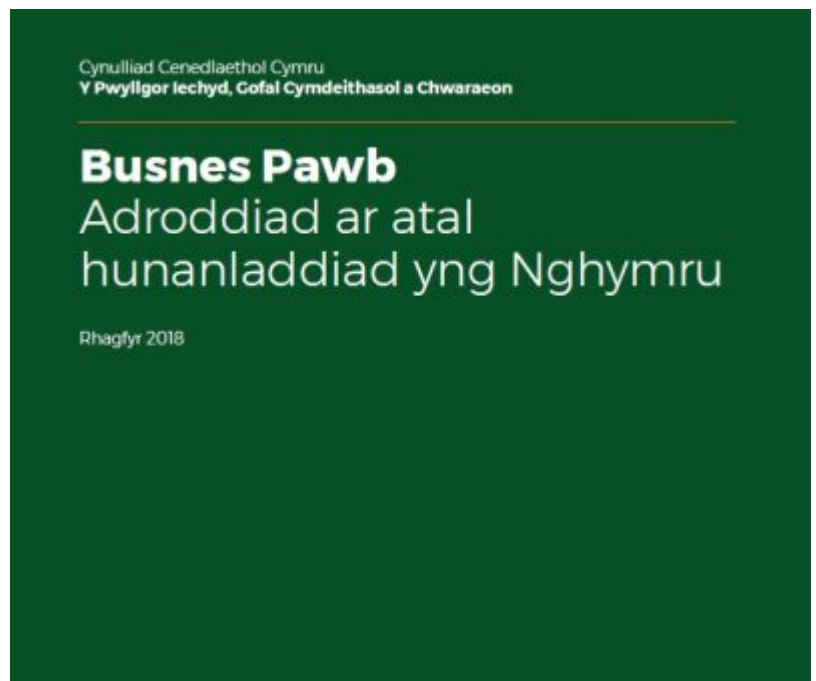 Cynulliad Cenedlaethol Cymru
Y Pwyllgor Iechyd, Gofal Cymdeithasol a Chwaraeon
Busnes Pawb
Adroddiad ar atal
hunanladdiad yng Nghymru
Rhagfyr 2018